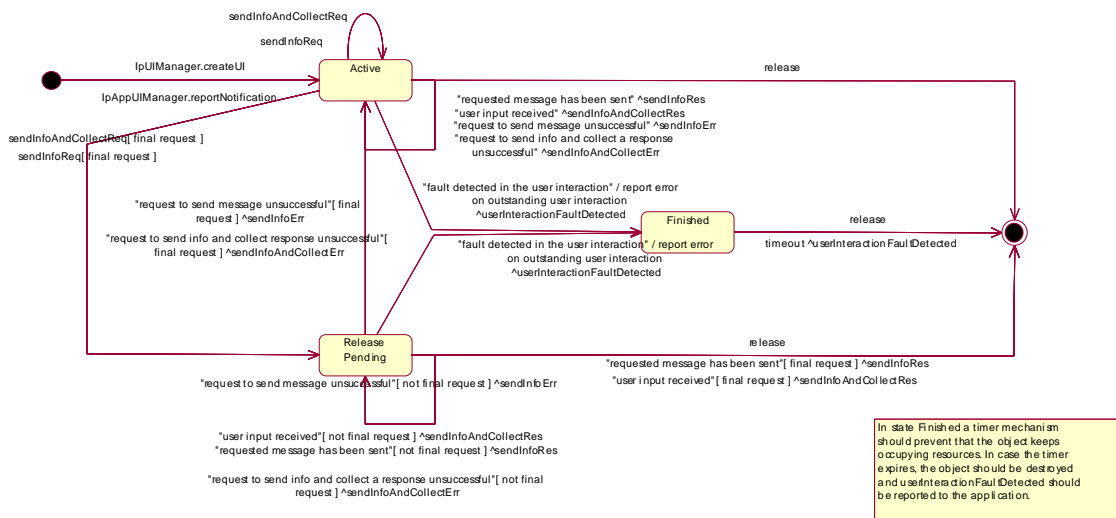 sendInfoAndCollectReq
sendInfoReq
IpUIManager.createUI
Active
release
IpAppUIManager.reportNotification
"requested message has been sent" ^sendInfoRes
"user input received" ^sendInfoAndCollectRes
"request to send message unsuccessful" ^sendInfoErr
"request to send info and collect a response
unsuccessful" ^sendInfoAndCollectErr
sendInfoAndCollectReq[ final request ]
sendInfoReq[ final request ]
"fault detected in the user interaction" / report error
on outstanding user interaction
^userInteractionFaultDetected
"request to send message unsuccessful"[ final
request ] ^sendInfoErr
Finished
release
"request to send info and collect response unsuccessful"[
final request ] ^sendInfoAndCollectErr
"fault detected in the user interaction" / report error
on outstanding user interaction
^userInteractionFaultDetected
timeout ^userInteractionFaultDetected
Release
Pending
release
"requested message has been sent"[ final request ] ^sendInfoRes
"user input received"[ final request ] ^sendInfoAndCollectRes
"request to send message unsuccessful"[ not final request ] ^sendInfoErr
"user input received"[ not final request ] ^sendInfoAndCollectRes
"requested message has been sent"[ not final request ] ^sendInfoRes
"request to send info and collect a response unsuccessful"[ not final
request ] ^sendInfoAndCollectErr
In state Finished a timer mechanism
should prevent that the object keeps
occupying resources. In case the timer
expires, the object should be destroyed
and userInteractionFaultDetected should
be reported to the application.